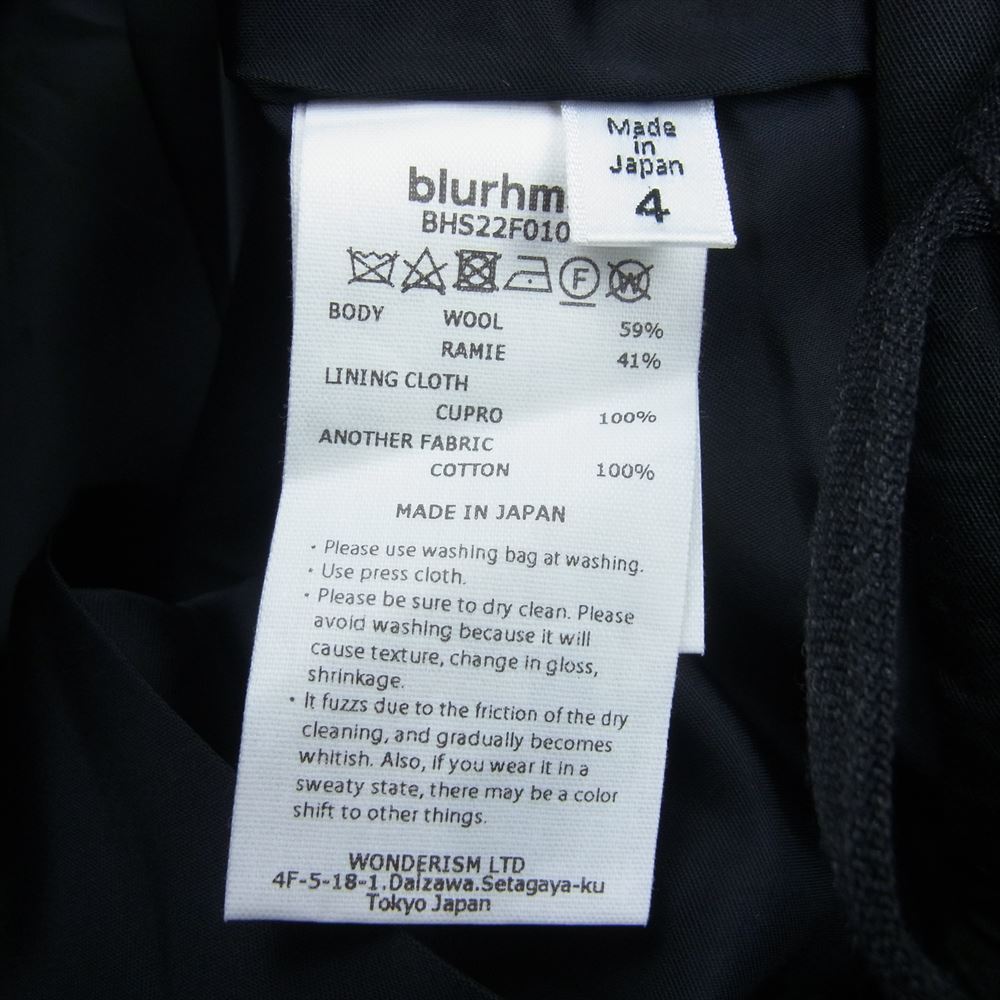 Made
in
Japan
4
blurhm
BHS22F010
F W
BODY WOOL 59%
RAMIE 41%
LINING CLOTH
CUPRO 100%
ANOTHER FABRIC
COTTON 100%
MADE IN JAPAN
· Please use washing bag at washing.
· Use press cloth.
· Please be sure to dry clean. Please
avoid washing because it will
cause texture, change in gloss,
shrinkage.
· It fuzzs due to the friction of the dry
cleaning, and gradually becomes
whitish. Also, if you wear it in a
sweaty state, there may be a color
shift to other things.
WONDERISM LTD
4F-5-18-1.Daizawa.Setagaya-ku
Tokyo Japan